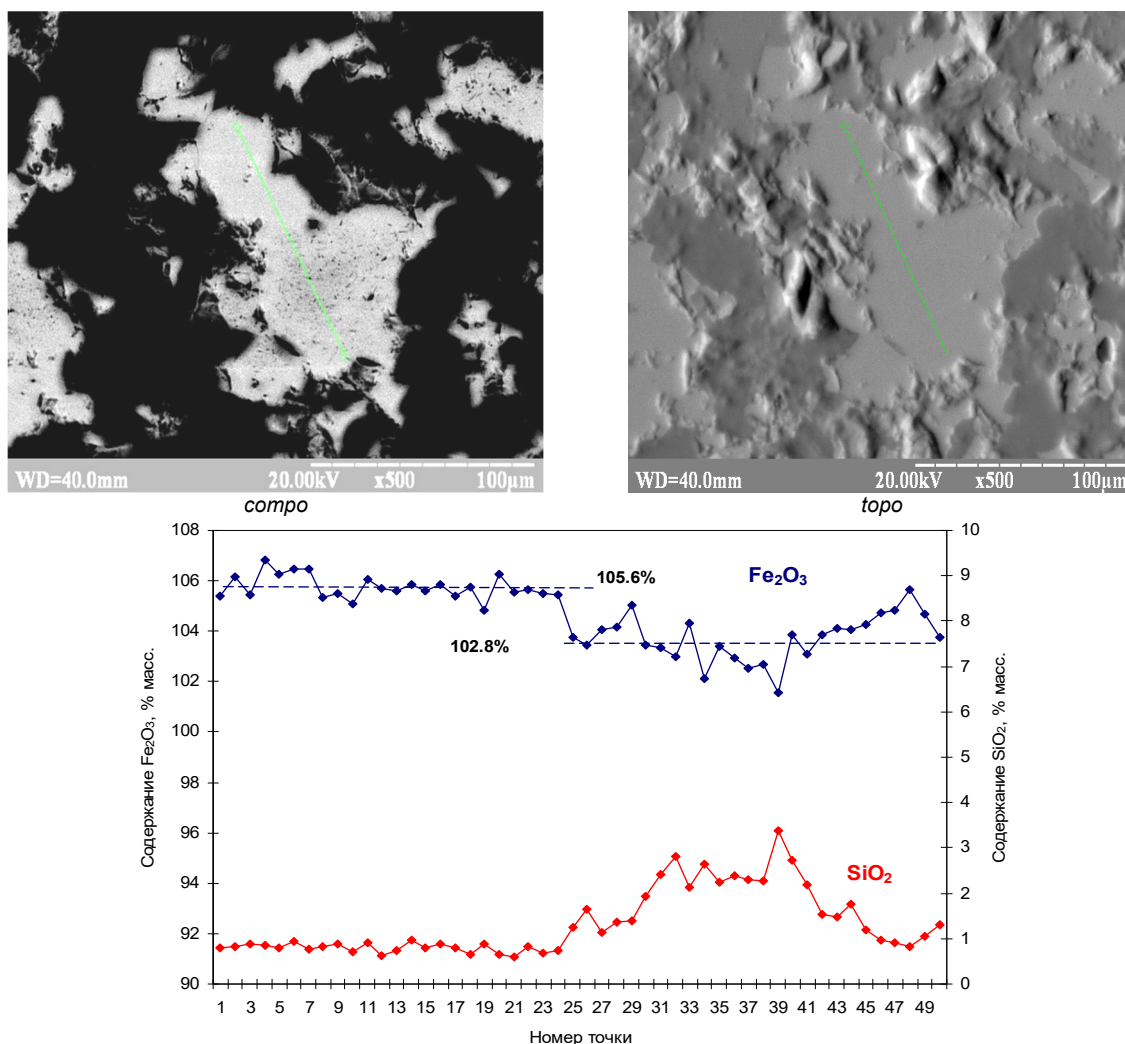 WD=40.0mm 20.00kV x500 100µm
WD=40.0mm 20.00kV x500 100µm
compo
topo
108
106
104
102
100
98
96
94
92
90
10
9
8
7
6
5
4
3
2
1
0
Содержание Fe₂O₃, % масс.
Содержание SiO₂, % масс.
105.6%
Fe₂O₃
102.8%
SiO₂
1 3 5 7 9 11 13 15 17 19 21 23 25 27 29 31 33 35 37 39 41 43 45 47 49
Номер точки